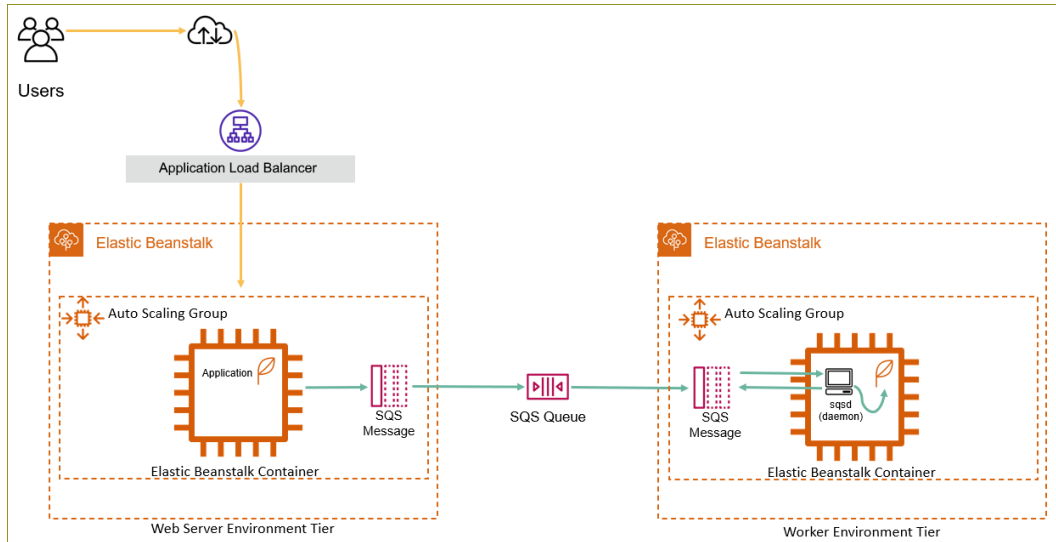 Users
Application Load Balancer
Elastic Beanstalk
Auto Scaling Group
Application
SQS
Message
Elastic Beanstalk Container
Web Server Environment Tier
SQS Queue
Elastic Beanstalk
Auto Scaling Group
SQS
Message
sqsd
(daemon)
Elastic Beanstalk Container
Worker Environment Tier